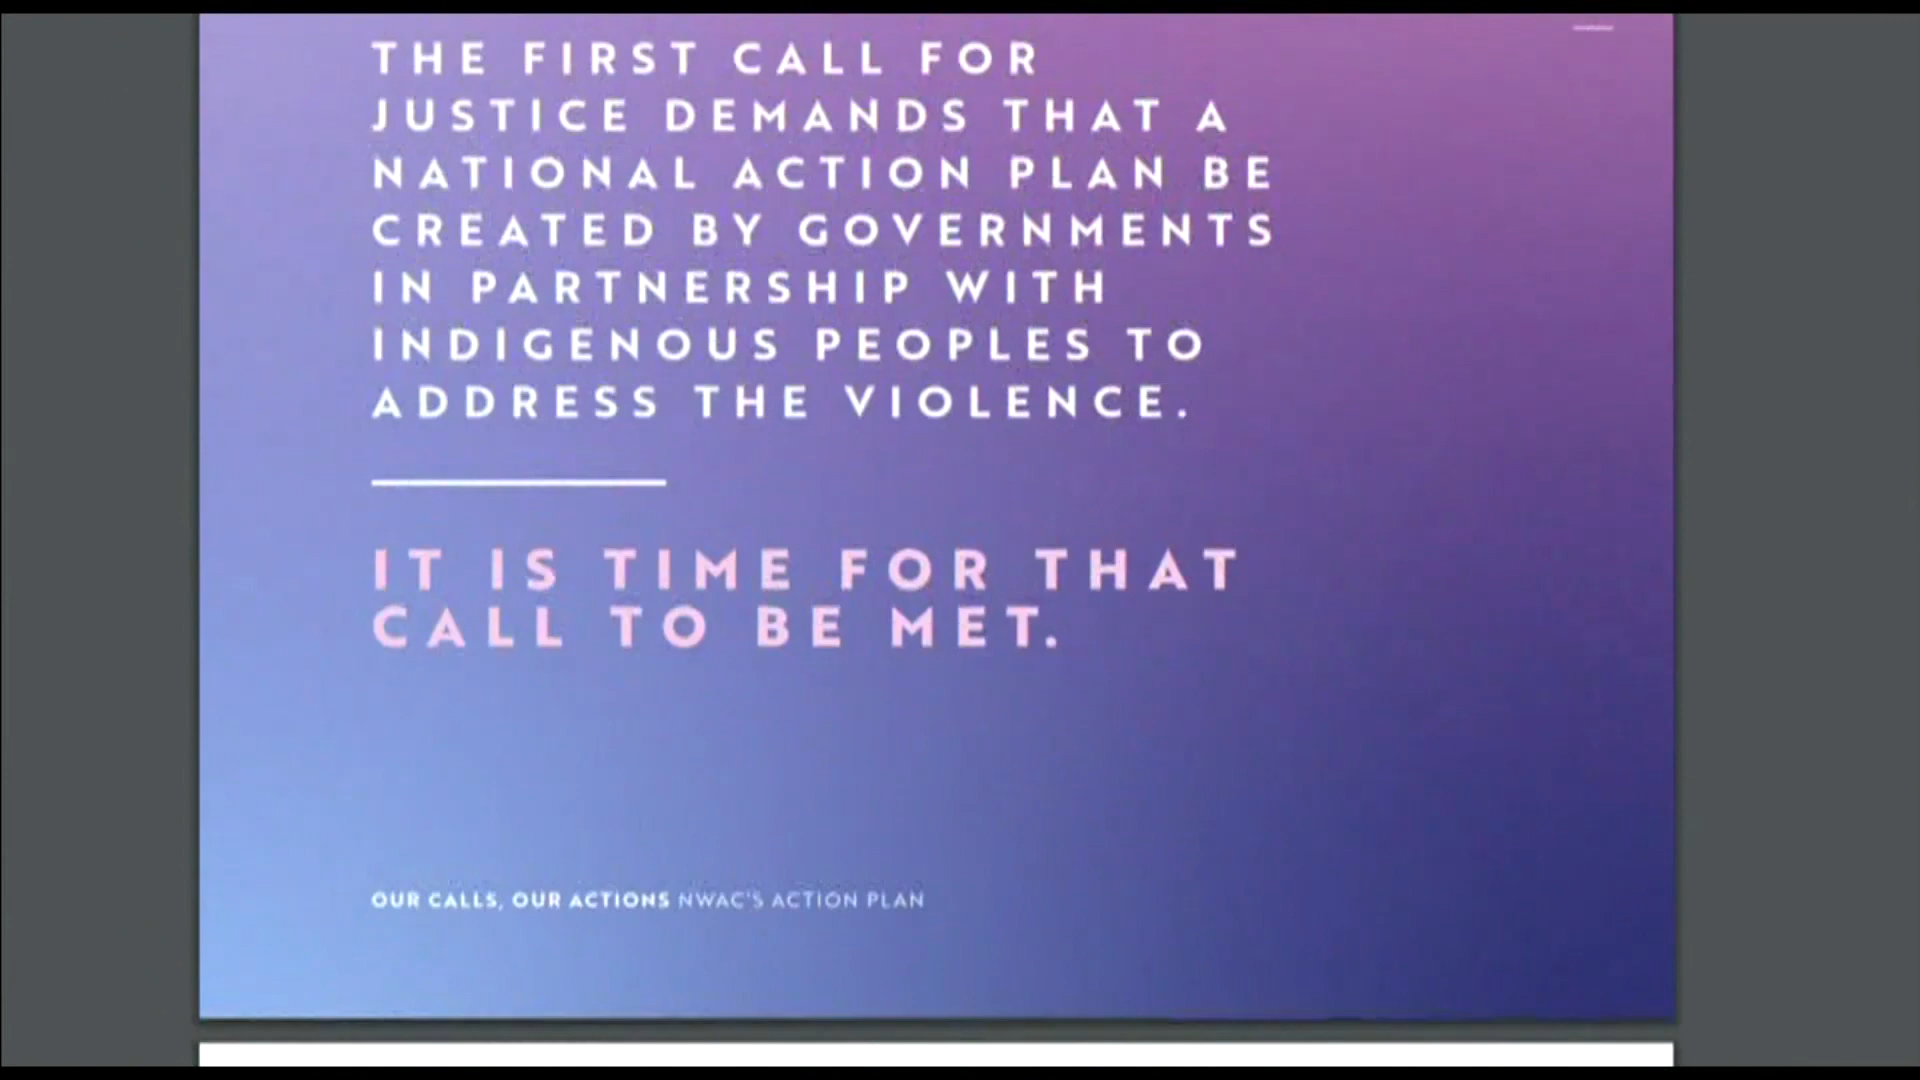 THE FIRST CALL FOR
JUSTICE DEMANDS THAT A
NATIONAL ACTION PLAN BE
CREATED BY GOVERNMENTS
IN PARTNERSHIP WITH
INDIGENOUS PEOPLES TO
ADDRESS THE VIOLENCE.
IT IS TIME FOR THAT
CALL TO BE MET.
OUR CALLS, OUR ACTIONS NWAC'S ACTION PLAN